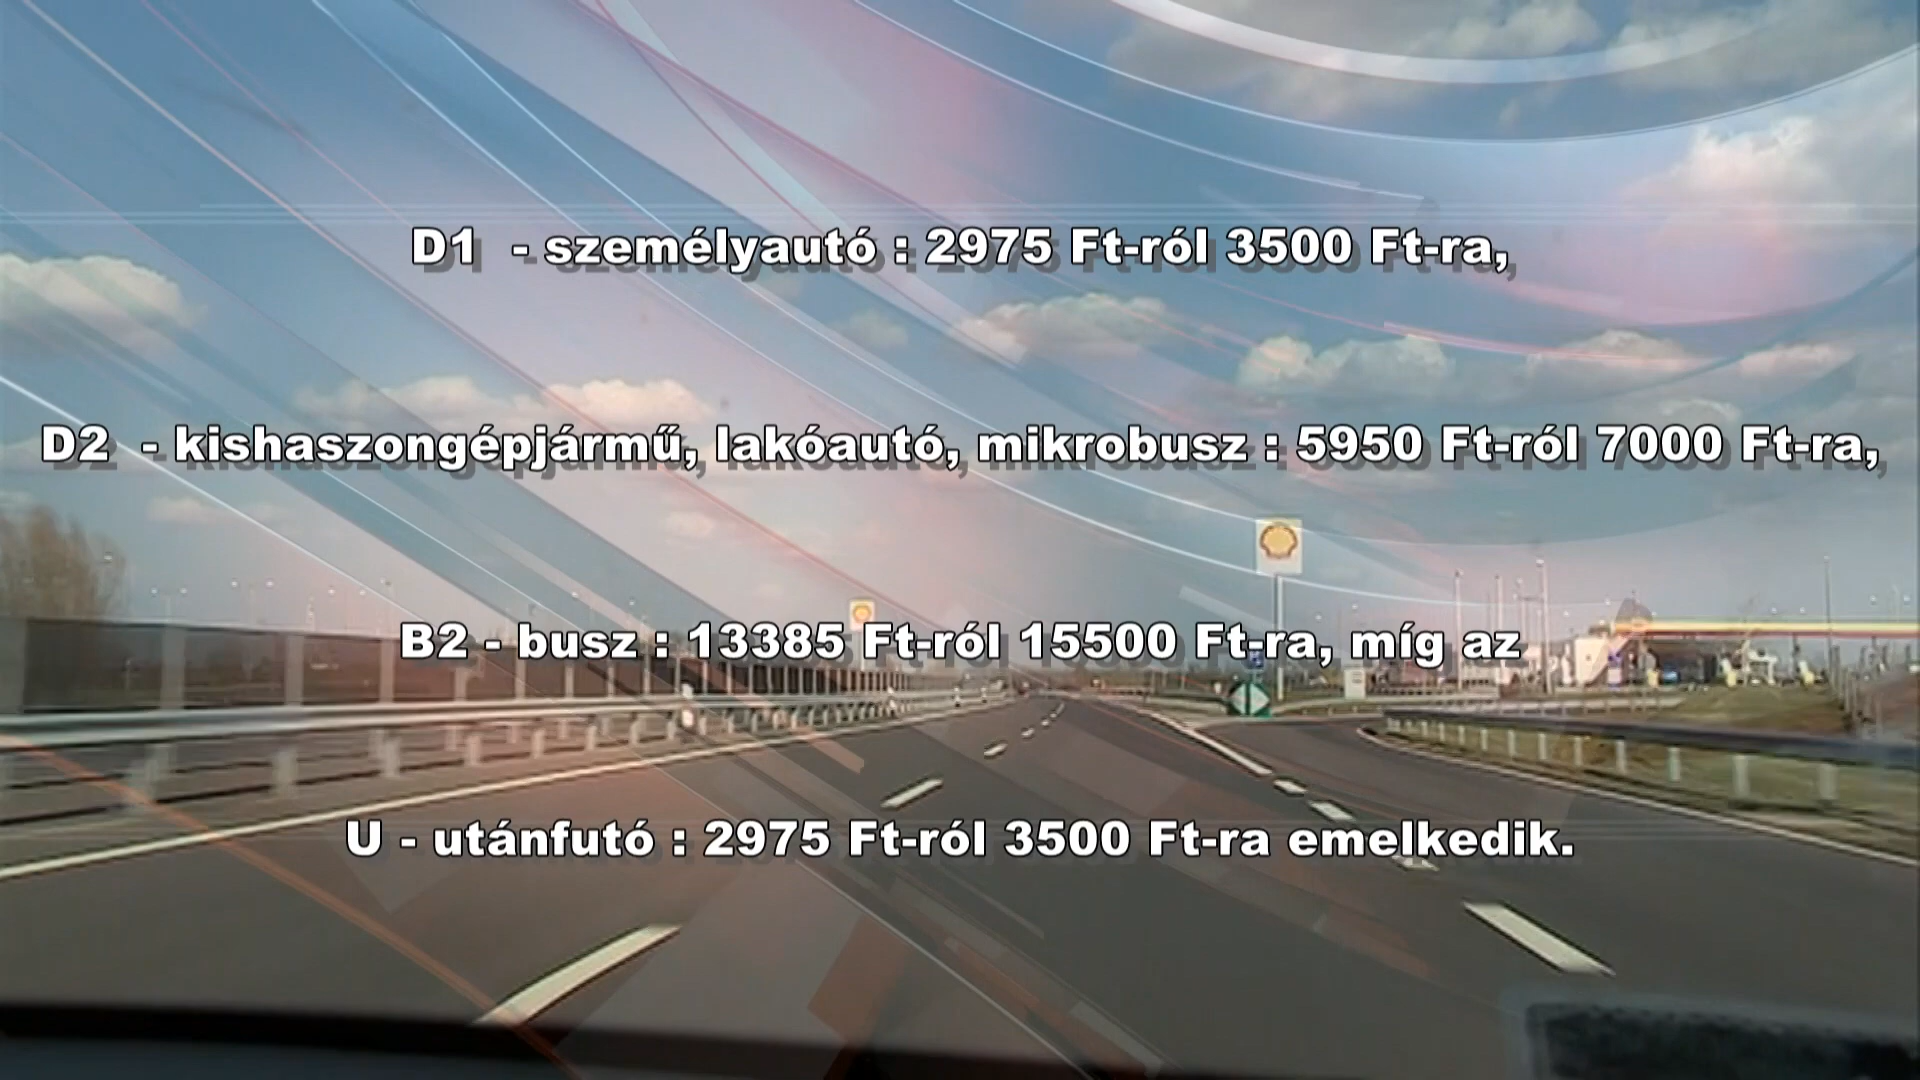 D1  - személyautó : 2975 Ft-ról 3500 Ft-ra,
D2  - kishaszongépjármű, lakóautó, mikrobusz : 5950 Ft-ról 7000 Ft-ra,
B2 - busz : 13385 Ft-ról 15500 Ft-ra, míg az
U - utánfutó : 2975 Ft-ról 3500 Ft-ra emelkedik.